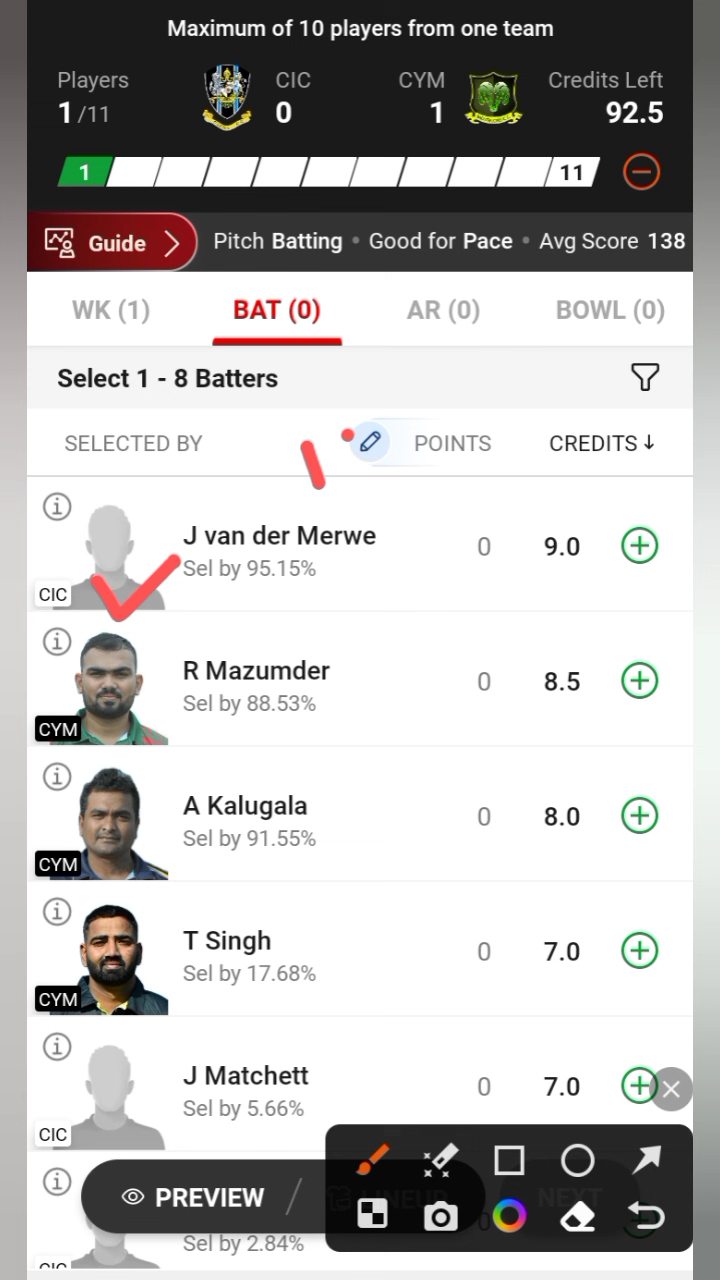 Maximum of 10 players from one team
Players CIC CYM Credits Left
1 /11 0 1 92.5
1 11
Guide Pitch Batting • Good for Pace • Avg Score 138
WK (1) BAT (0) AR (0) BOWL (0)
Select 1 - 8 Batters
SELECTED BY POINTS CREDITS ↓
J van der Merwe 0 9.0
Sel by 95.15%
CIC
R Mazumder 0 8.5
Sel by 88.53%
CYM
A Kalugala 0 8.0
Sel by 91.55%
CYM
T Singh 0 7.0
Sel by 17.68%
CYM
J Matchett 0 7.0
Sel by 5.66%
CIC
PREVIEW / LINEUP NEXT
Sel by 2.84%
CIC